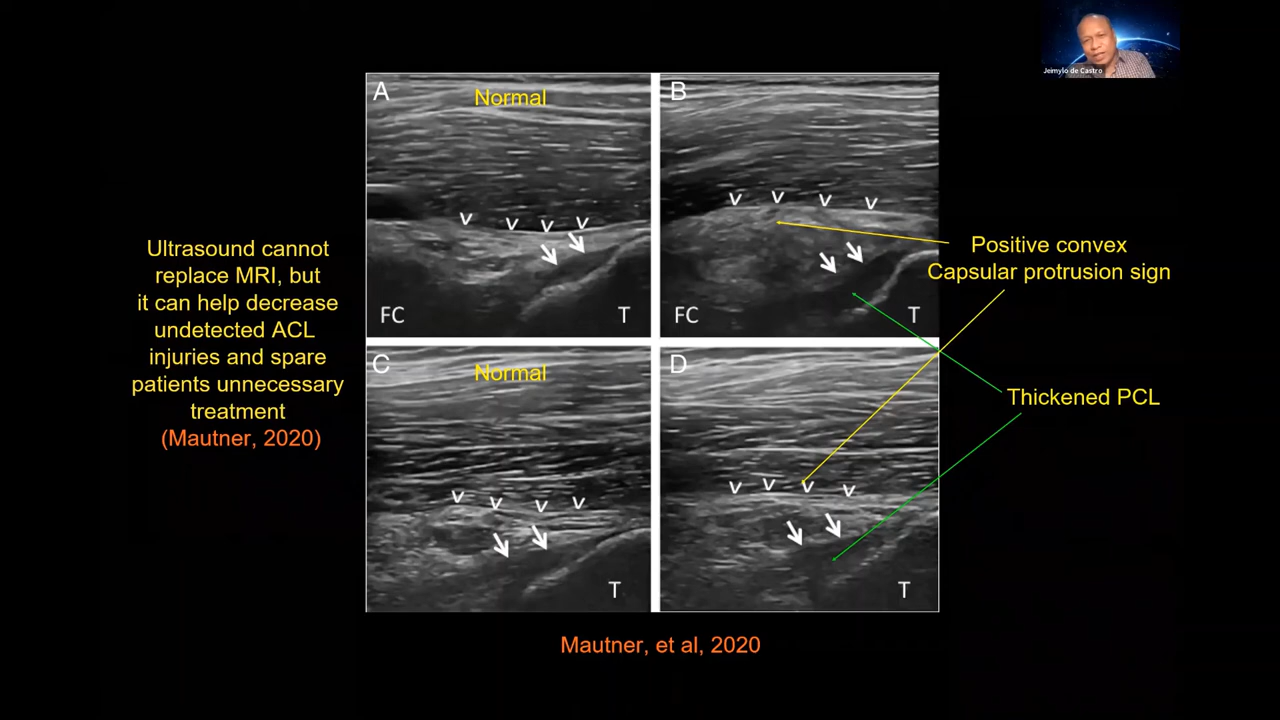 Jeimylo de Castro
A
Normal
B
v v v v
v v v v
FC
T
FC
T
C
Normal
D
v v v v
v v v v
T
T
Ultrasound cannot
replace MRI, but
it can help decrease
undetected ACL
injuries and spare
patients unnecessary
treatment
(Mautner, 2020)
Positive convex
Capsular protrusion sign
Thickened PCL
Mautner, et al, 2020